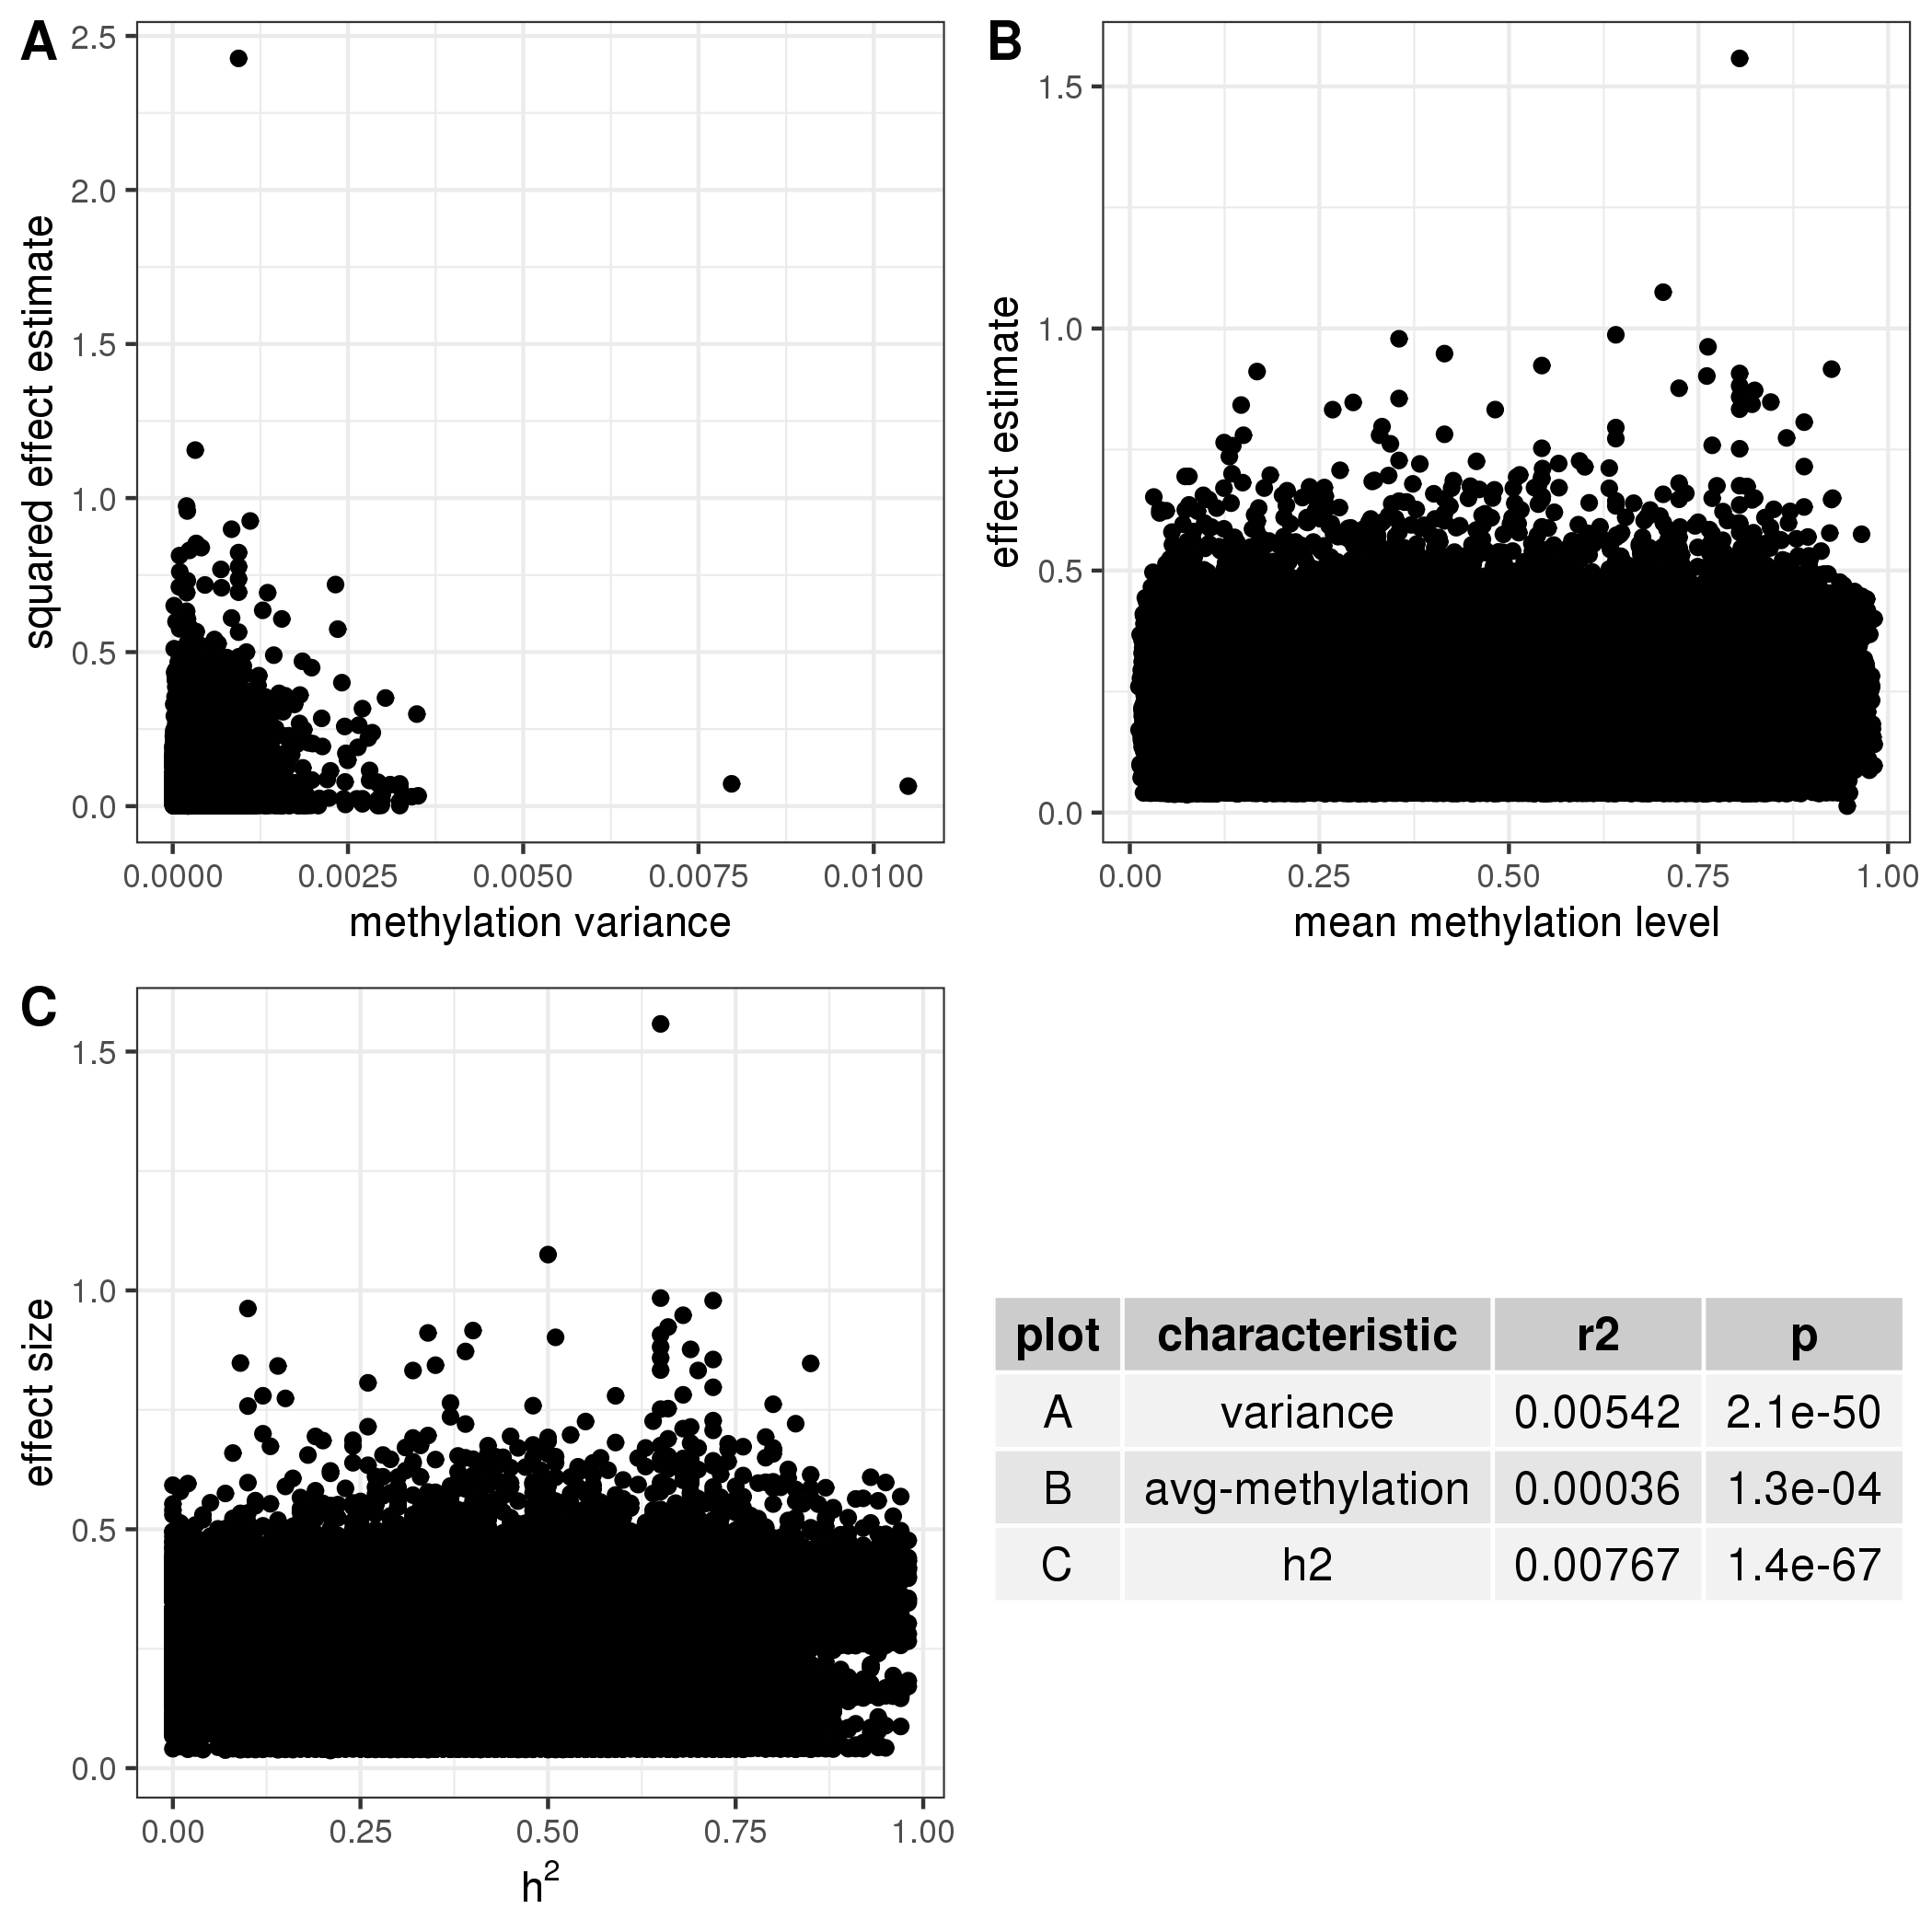 A
2.5
2.0
1.5
1.0
0.5
0.0
squared effect estimate
0.0000 0.0025 0.0050 0.0075 0.0100
methylation variance
B
1.5
1.0
0.5
0.0
effect estimate
0.00 0.25 0.50 0.75 1.00
mean methylation level
C
1.5
1.0
0.5
0.0
effect size
0.00 0.25 0.50 0.75 1.00
h²
plot characteristic r2 p
A variance 0.00542 2.1e-50
B avg-methylation 0.00036 1.3e-04
C h2 0.00767 1.4e-67